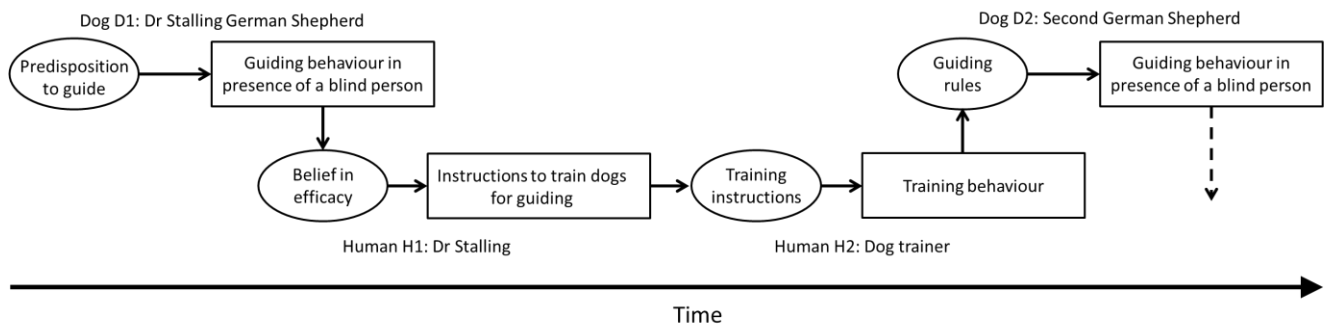 Dog D1: Dr Stalling German Shepherd
Predisposition
to guide
Guiding behaviour in
presence of a blind person
Belief in
efficacy
Instructions to train dogs
for guiding
Human H1: Dr Stalling
Training
instructions
Training behaviour
Human H2: Dog trainer
Dog D2: Second German Shepherd
Guiding
rules
Guiding behaviour in
presence of a blind person
Time